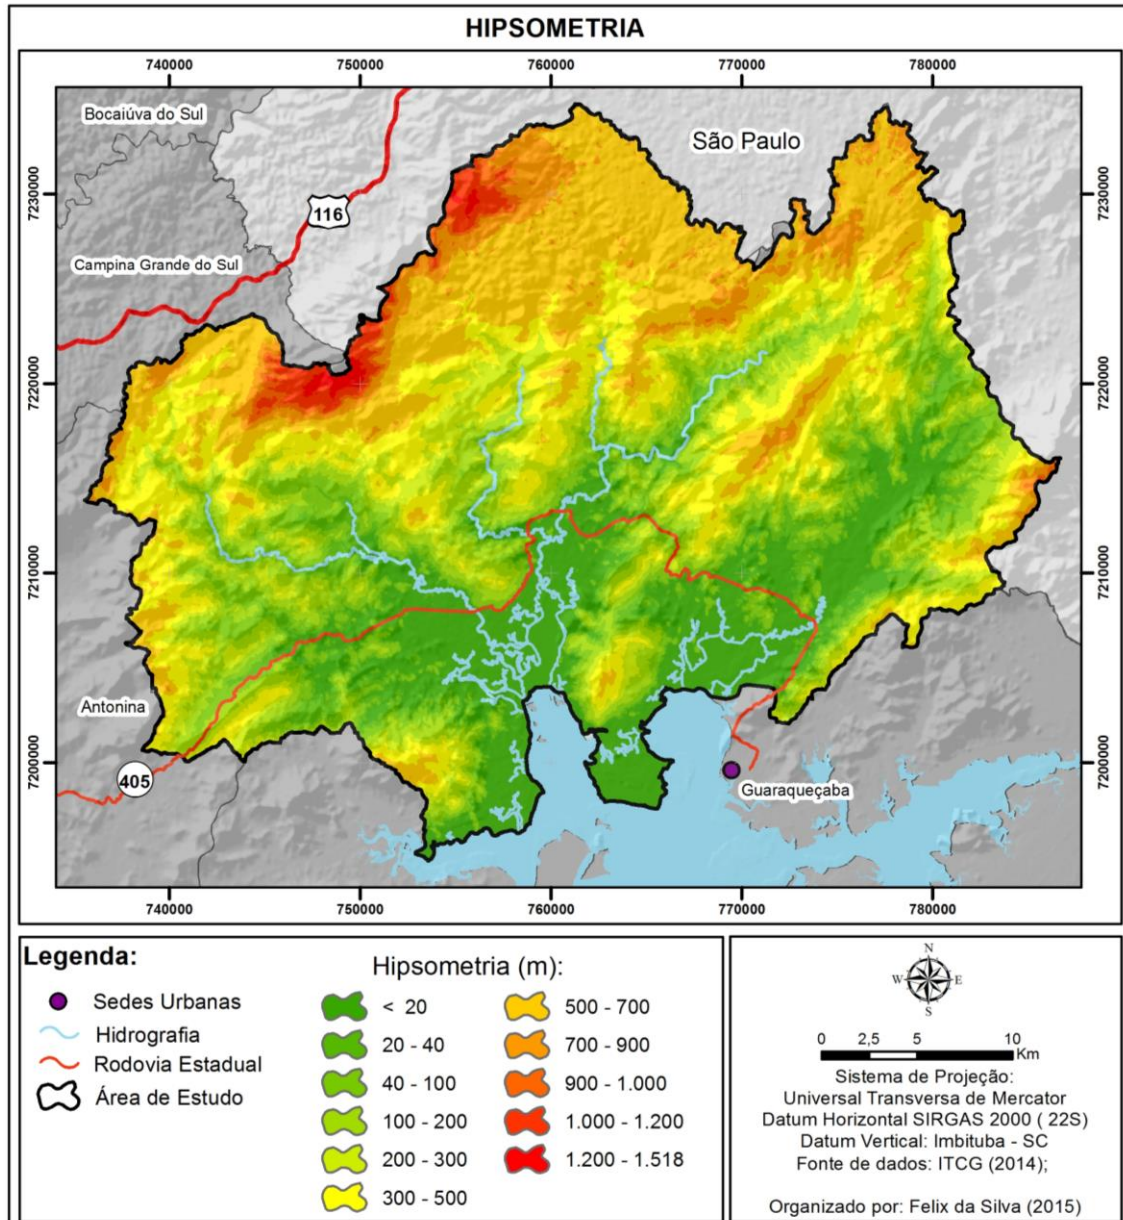 HIPSOMETRIA
740000 750000 760000 770000 780000
Bocaiúva do Sul
São Paulo
7230000 7230000
116
Campina Grande do Sul
7220000 7220000
7210000 7210000
Antonina
7200000 7200000
405
Guaraqueçaba
740000 750000 760000 770000 780000
Legenda:
Sedes Urbanas
Hidrografia
Rodovia Estadual
Área de Estudo
Hipsometria (m):
< 20
20 - 40
40 - 100
100 - 200
200 - 300
300 - 500
500 - 700
700 - 900
900 - 1.000
1.000 - 1.200
1.200 - 1.518
N
W E
S
0 2,5 5 10
Km
Sistema de Projeção:
Universal Transversa de Mercator
Datum Horizontal SIRGAS 2000 ( 22S)
Datum Vertical: Imbituba - SC
Fonte de dados: ITCG (2014);
Organizado por: Felix da Silva (2015)